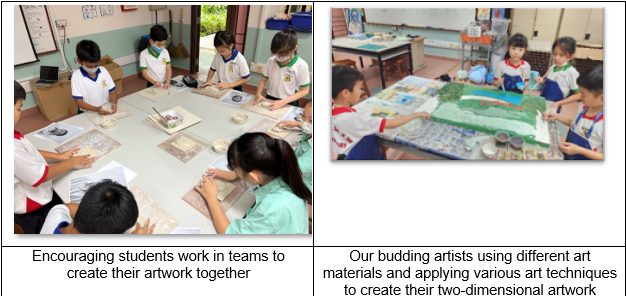 Encouraging students work in teams to
create their artwork together
Our budding artists using different art
materials and applying various art techniques
to create their two-dimensional artwork